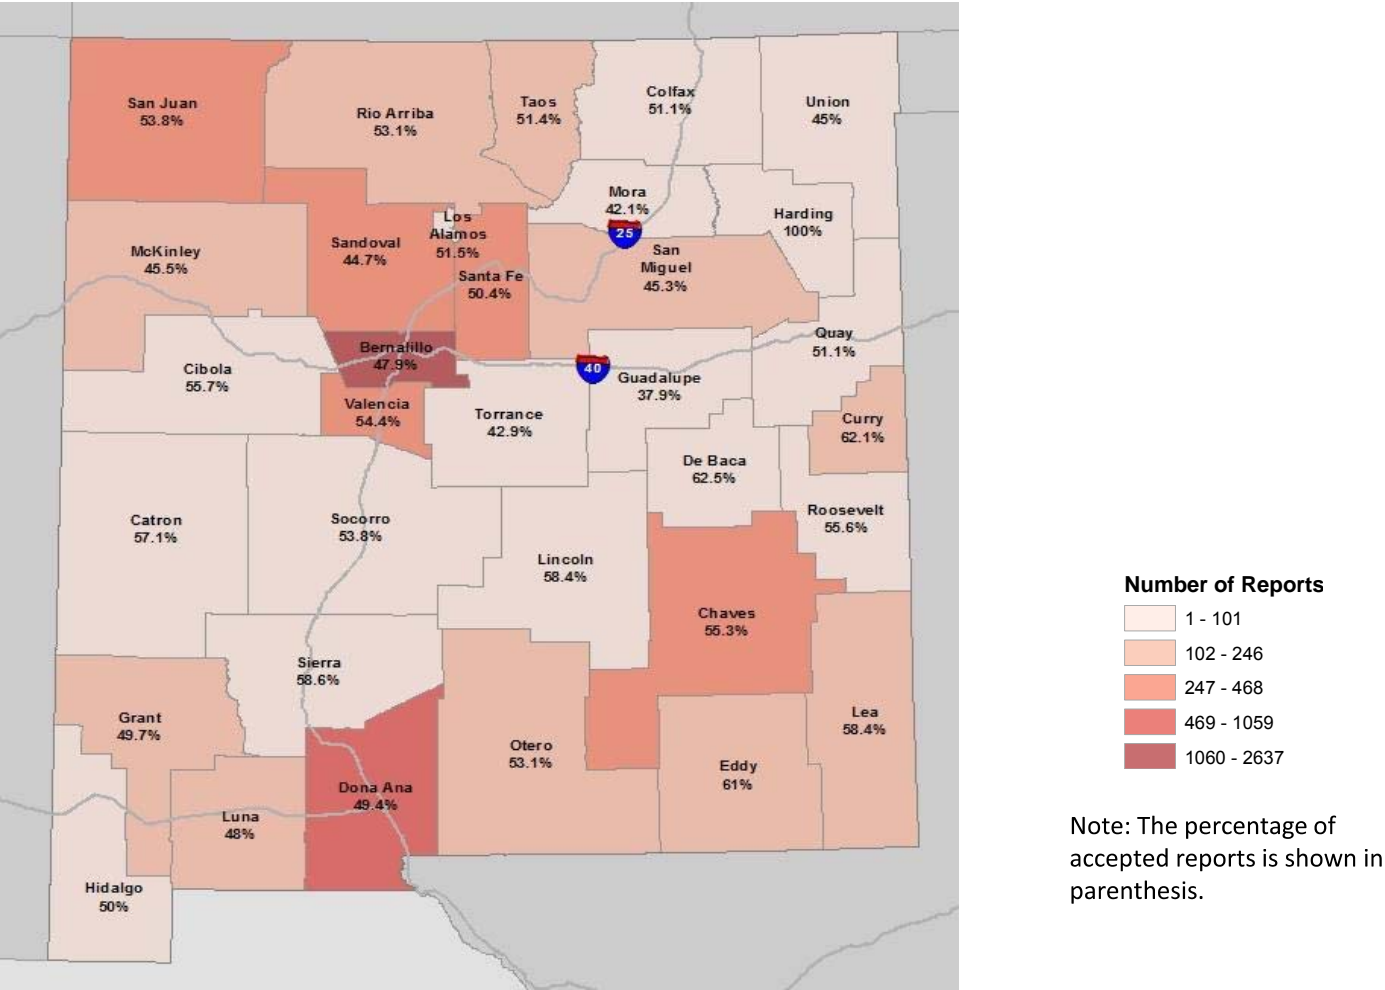 San Juan
53.8%
Rio Arriba
53.1%
Taos
51.4%
Colfax
51.1%
Union
45%
Mora
42.1%
Harding
100%
McKinley
45.5%
Sandoval
44.7%
Los
Alamos
51.5%
Santa Fe
50.4%
25
San
Miguel
45.3%
Quay
51.1%
Bernalillo
47.9%
Cibola
55.7%
40
Guadalupe
37.9%
Valencia
54.4%
Torrance
42.9%
Curry
62.1%
De Baca
62.5%
Roosevelt
55.6%
Catron
57.1%
Socorro
53.8%
Lincoln
58.4%
Chaves
55.3%
Sierra
58.6%
Grant
49.7%
Lea
58.4%
Otero
53.1%
Eddy
61%
Dona Ana
49.4%
Luna
48%
Hidalgo
50%
Number of Reports
1 - 101
102 - 246
247 - 468
469 - 1059
1060 - 2637
Note: The percentage of
accepted reports is shown in
parenthesis.